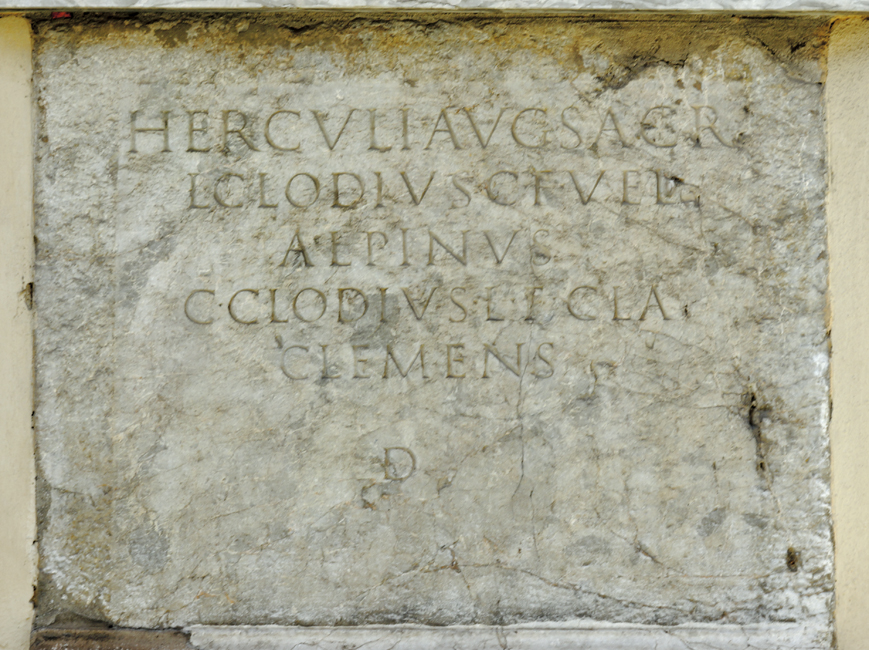 HERCVLI AVG SACR
L CLODIVS C F VEL
ALPINVS
C·CLODIVS·L·F CLA
CLEMENS
D